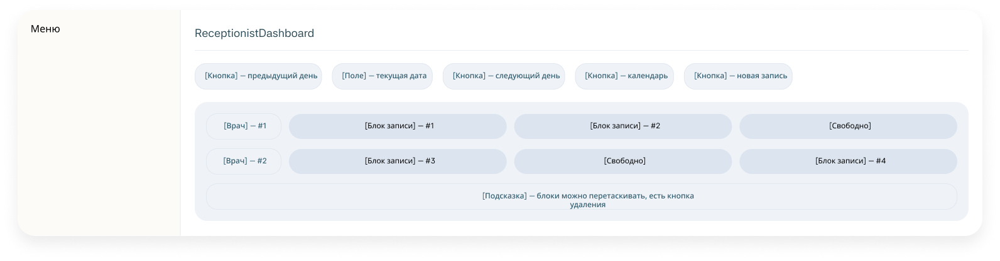 Меню
ReceptionistDashboard
[Кнопка] — предыдущий день
[Поле] — текущая дата
[Кнопка] — следующий день
[Кнопка] — календарь
[Кнопка] — новая запись
[Врач] — #1
[Блок записи] — #1
[Блок записи] — #2
[Свободно]
[Врач] — #2
[Блок записи] — #3
[Свободно]
[Блок записи] — #4
[Подсказка] — блоки можно перетаскивать, есть кнопка
удаления